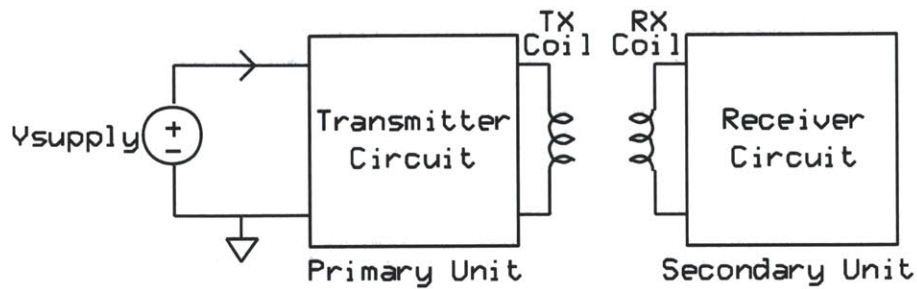 TX
Coil
RX
Coil
Vsupply
+
-
Transmitter
Circuit
Receiver
Circuit
Primary Unit
Secondary Unit